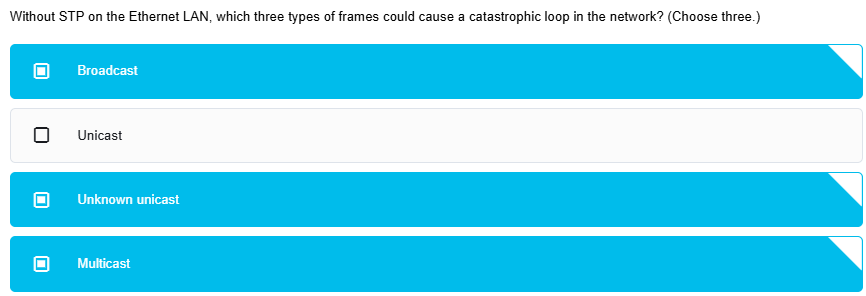 Without STP on the Ethernet LAN, which three types of frames could cause a catastrophic loop in the network? (Choose three.)
Broadcast
Unicast
Unknown unicast
Multicast